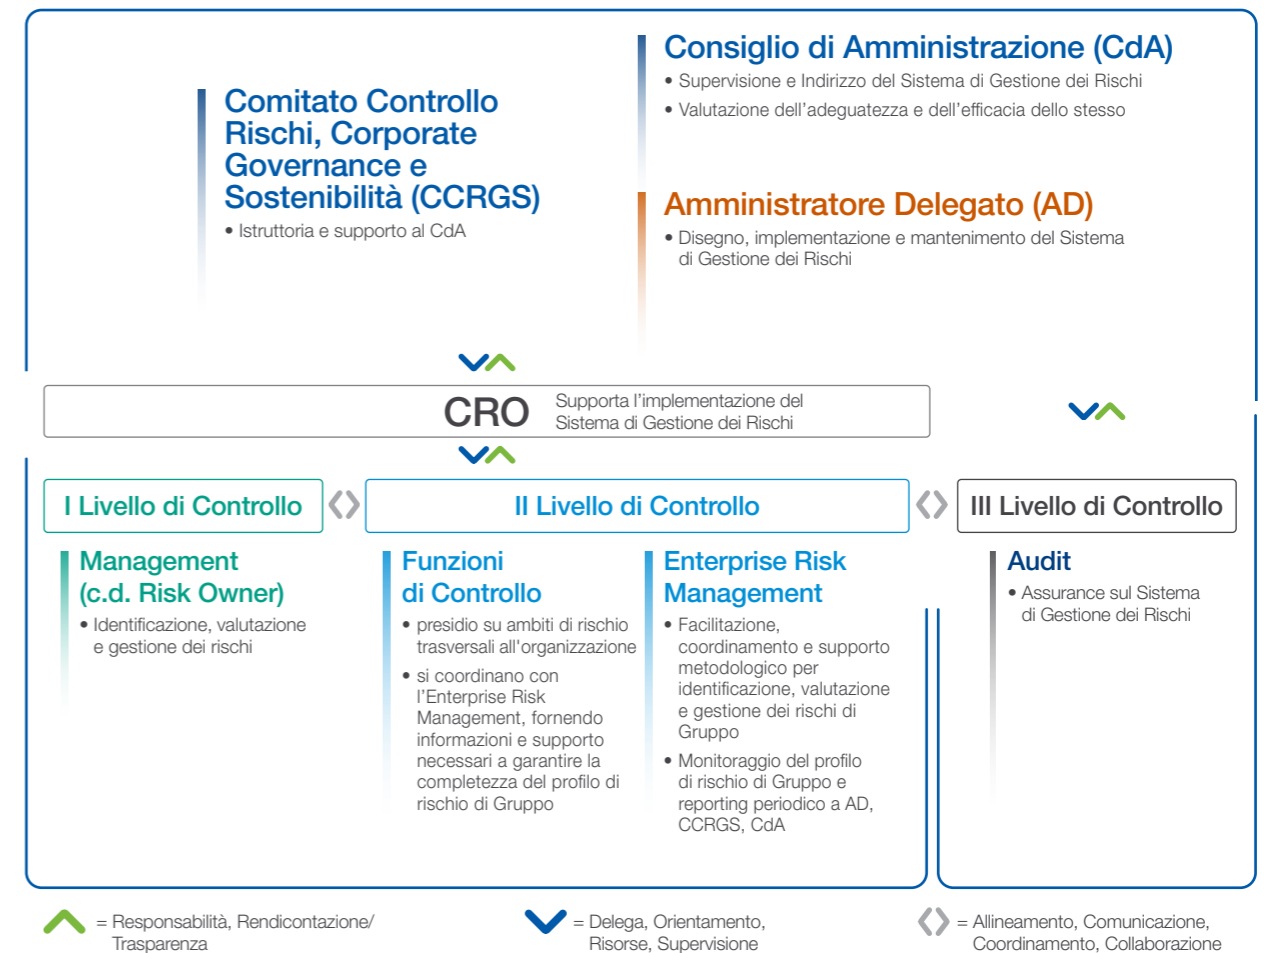 Consiglio di Amministrazione (CdA)
• Supervisione e Indirizzo del Sistema di Gestione dei Rischi
• Valutazione dell’adeguatezza e dell’efficacia dello stesso
Comitato Controllo
Rischi, Corporate
Governance e
Sostenibilità (CCRGS)
• Istruttoria e supporto al CdA
Amministratore Delegato (AD)
• Disegno, implementazione e mantenimento del Sistema
di Gestione dei Rischi
CRO
Supporta l’implementazione del
Sistema di Gestione dei Rischi
I Livello di Controllo
II Livello di Controllo
III Livello di Controllo
Management
(c.d. Risk Owner)
• Identificazione, valutazione
e gestione dei rischi
Funzioni
di Controllo
• presidio su ambiti di rischio
trasversali all'organizzazione
• si coordinano con
l’Enterprise Risk
Management, fornendo
informazioni e supporto
necessari a garantire la
completezza del profilo di
rischio di Gruppo
Enterprise Risk
Management
• Facilitazione,
coordinamento e supporto
metodologico per
identificazione, valutazione
e gestione dei rischi di
Gruppo
• Monitoraggio del profilo
di rischio di Gruppo e
reporting periodico a AD,
CCRGS, CdA
Audit
• Assurance sul Sistema
di Gestione dei Rischi
= Responsabilità, Rendicontazione/
Trasparenza
= Delega, Orientamento,
Risorse, Supervisione
= Allineamento, Comunicazione,
Coordinamento, Collaborazione